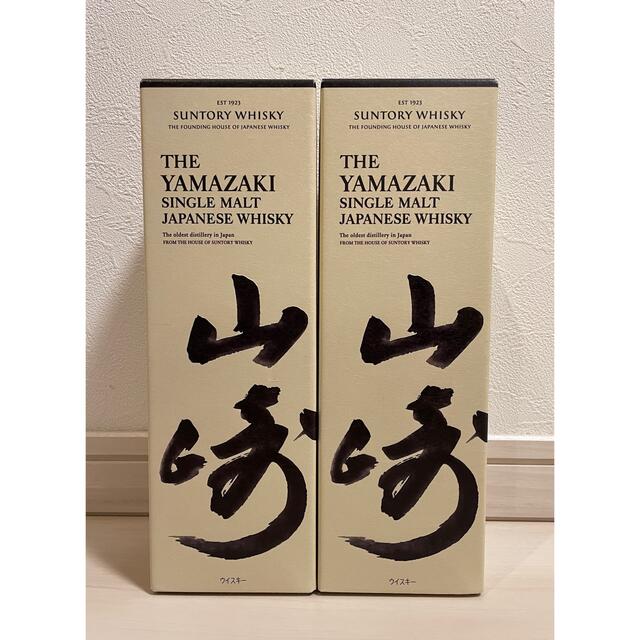 EST 1923
SUNTORY WHISKY
THE FOUNDING HOUSE OF JAPANESE WHISKY
THE
YAMAZAKI
SINGLE MALT
JAPANESE WHISKY
The oldest distillery in Japan
FROM THE HOUSE OF SUNTORY WHISKY
山
崎
ウイスキー
EST 1923
SUNTORY WHISKY
THE FOUNDING HOUSE OF JAPANESE WHISKY
THE
YAMAZAKI
SINGLE MALT
JAPANESE WHISKY
The oldest distillery in Japan
FROM THE HOUSE OF SUNTORY WHISKY
山
崎
ウイスキー